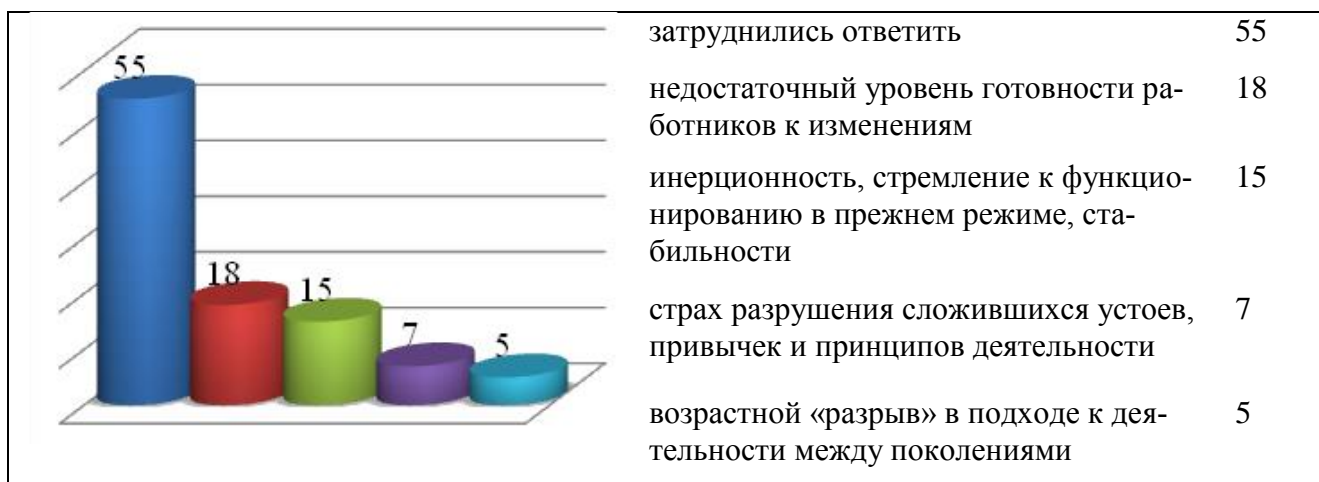 55
18
15
7
5
затруднились ответить 55
недостаточный уровень готовности ра-
ботников к изменениям 18
инерционность, стремление к функцио-
нированию в прежнем режиме, ста-
бильности 15
страх разрушения сложившихся устоев,
привычек и принципов деятельности 7
возрастной «разрыв» в подходе к дея-
тельности между поколениями 5